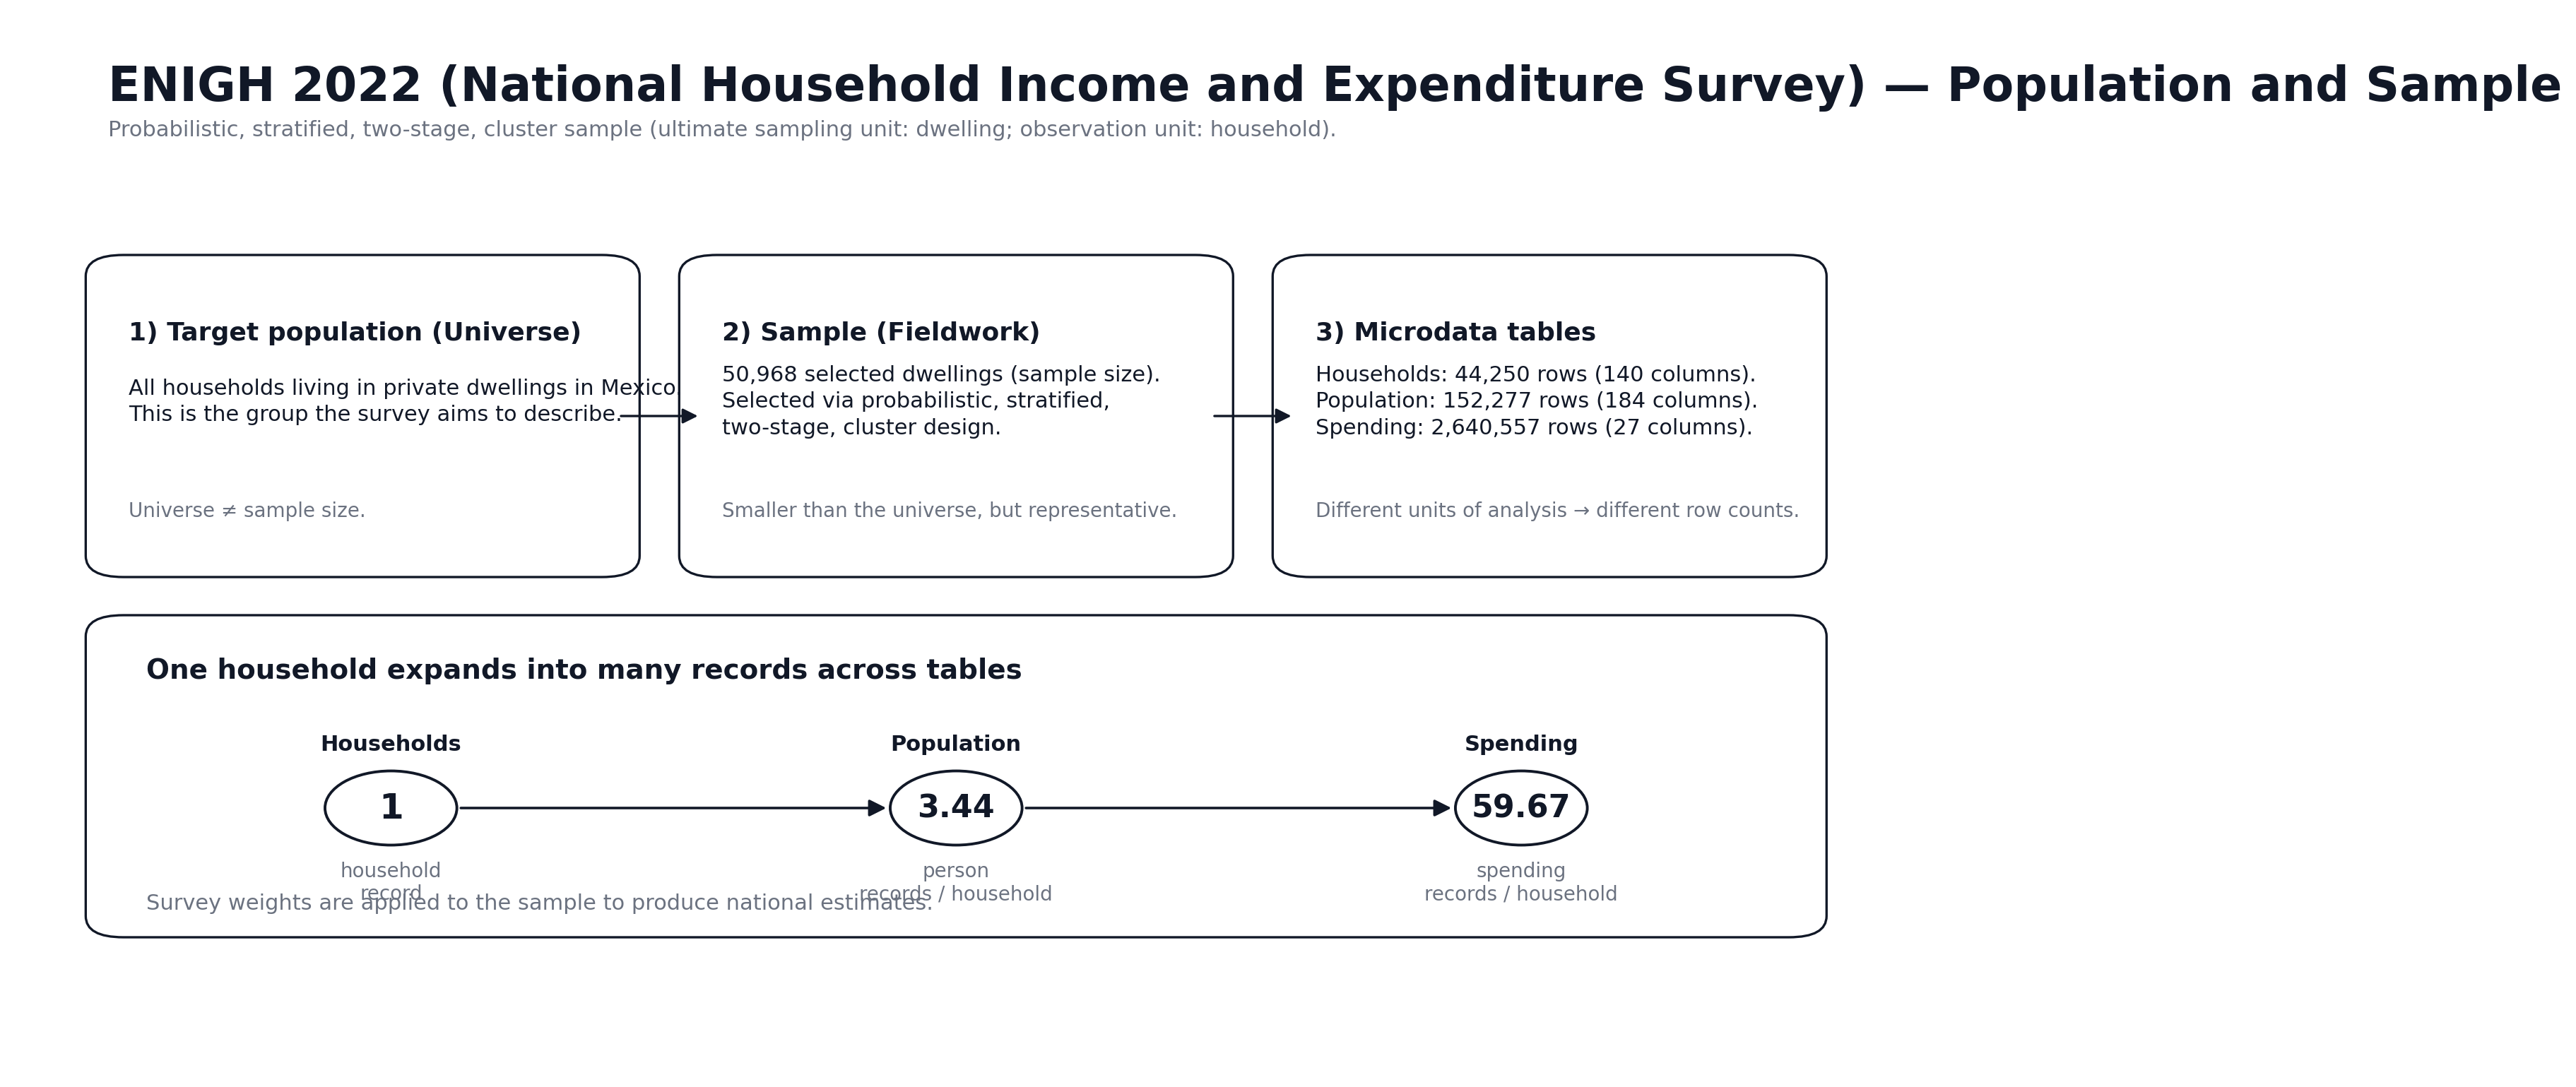 ENIGH 2022 (National Household Income and Expenditure Survey) — Population and Sample
Probabilistic, stratified, two-stage, cluster sample (ultimate sampling unit: dwelling; observation unit: household).
1) Target population (Universe)
All households living in private dwellings in Mexico.
This is the group the survey aims to describe.
Universe ≠ sample size.
2) Sample (Fieldwork)
50,968 selected dwellings (sample size).
Selected via probabilistic, stratified,
two-stage, cluster design.
Smaller than the universe, but representative.
3) Microdata tables
Households: 44,250 rows (140 columns).
Population: 152,277 rows (184 columns).
Spending: 2,640,557 rows (27 columns).
Different units of analysis → different row counts.
One household expands into many records across tables
Households
1
household
record
Population
3.44
person
records / household
Spending
59.67
spending
records / household
Survey weights are applied to the sample to produce national estimates.